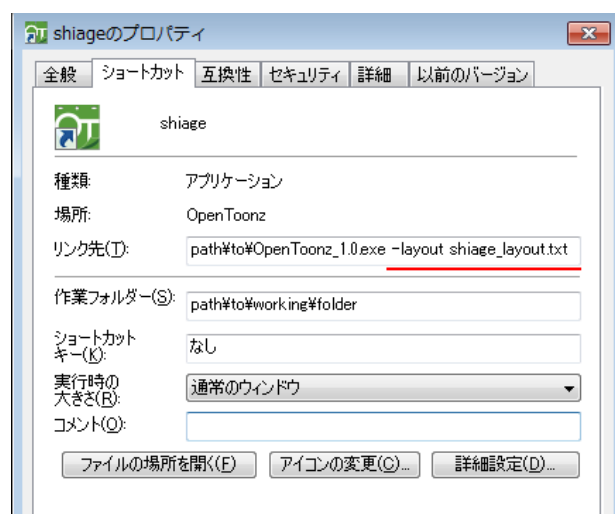 shiageのプロパティ
全般 ショートカット 互換性 セキュリティ 詳細 以前のバージョン
shiage
種類: アプリケーション
場所: OpenToonz
リンク先(T): path¥to¥OpenToonz_1.0.exe -layout shiage_layout.txt
作業フォルダー(S): path¥to¥working¥folder
ショートカット
キー(K): なし
実行時の
大きさ(R): 通常のウィンドウ
コメント(O):
ファイルの場所を開く(F) アイコンの変更(C)... 詳細設定(D)...